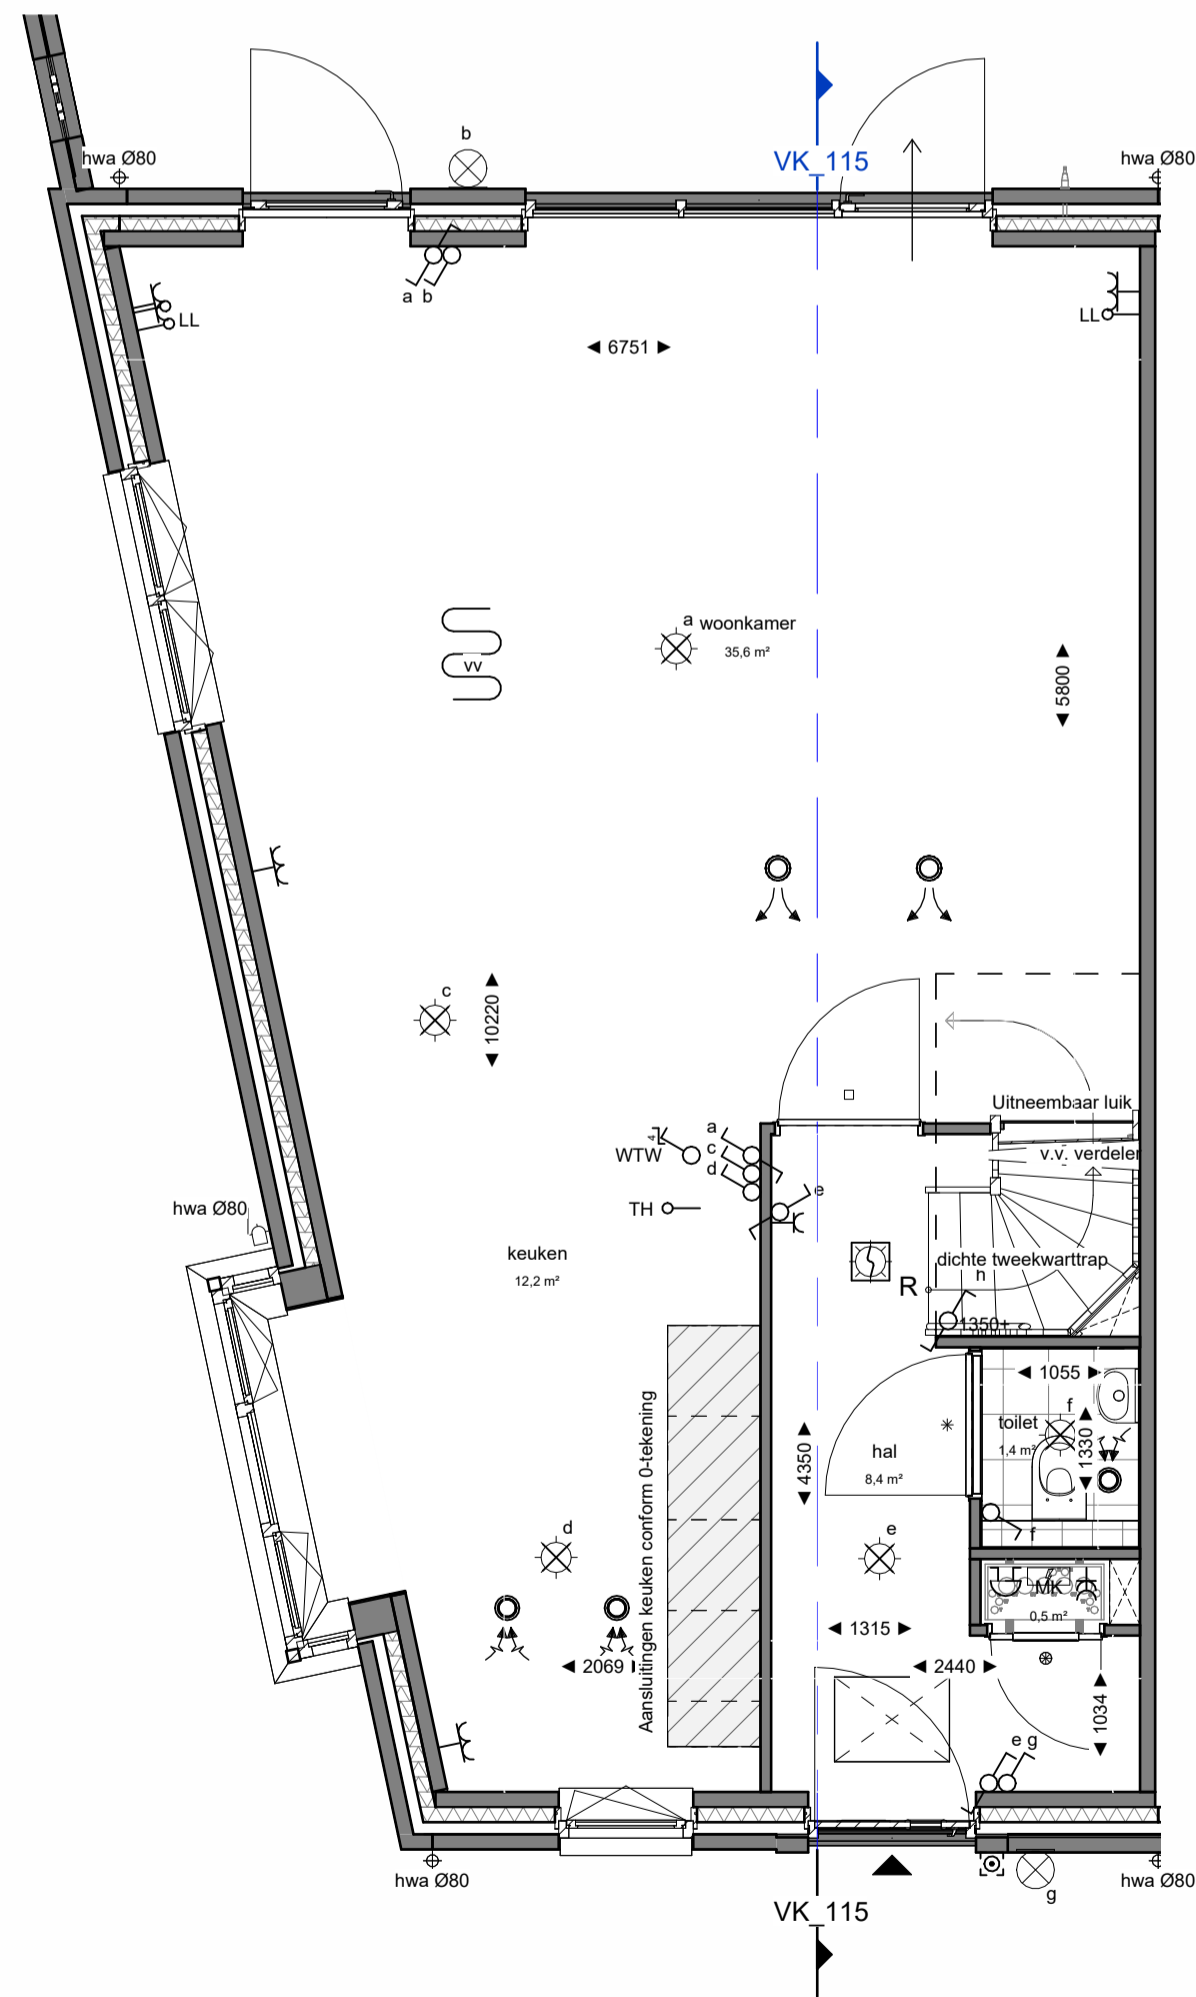 b
hwa Ø80
VK_115
hwa Ø80
a b
LL
LL
6751
a woonkamer
35,6 m²
vv
5800
c
10220
Uitneembaar luik
v.v. verdeler
WTW
4
a
c
d
e
TH
hwa Ø80
keuken
12,2 m²
dichte tweekwarttrap
h
R
1350+
1055
f
toilet
1,4 m²
1330
Aansluitingen keuken conform 0-tekening
4350
hal
8,4 m²
f
d
e
MK
0,5 m²
1315
2069
2440
1034
e g
hwa Ø80
g
hwa Ø80
VK_115